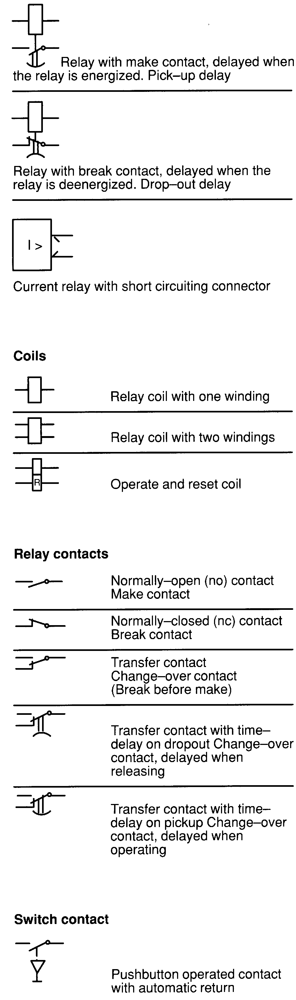 Relay with make contact, delayed when
the relay is energized. Pick–up delay
Relay with break contact, delayed when the
relay is deenergized. Drop–out delay
I >
Current relay with short circuiting connector
Coils
Relay coil with one winding
Relay coil with two windings
R
Operate and reset coil
Relay contacts
Normally–open (no) contact
Make contact
Normally–closed (nc) contact
Break contact
Transfer contact
Change–over contact
(Break before make)
Transfer contact with time–
delay on dropout Change–over
contact, delayed when
releasing
Transfer contact with time–
delay on pickup Change–over
contact, delayed when
operating
Switch contact
Pushbutton operated contact
with automatic return